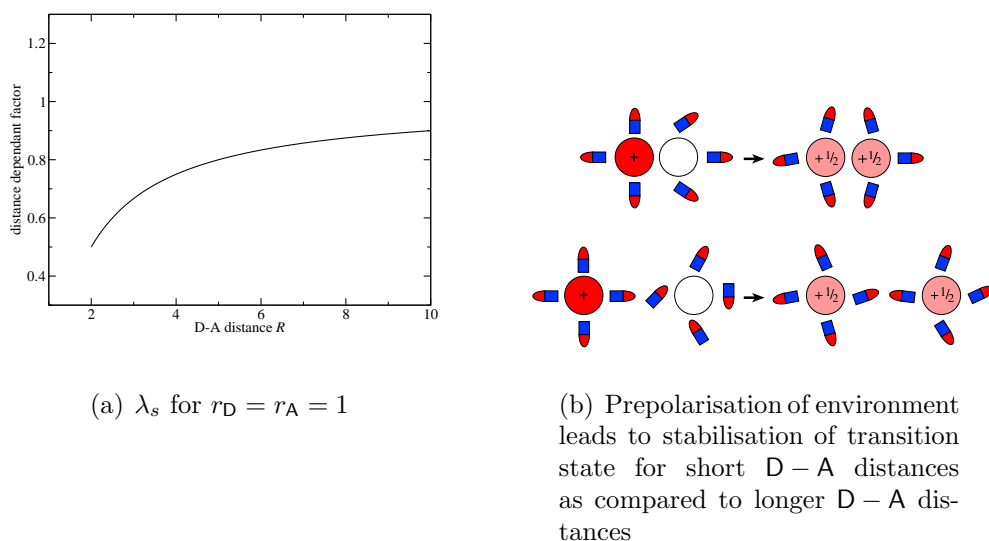 1.2
1
0.8
0.6
0.4
distance dependant factor
2 4 6 8 10
D-A distance R
+ + 1/2 + 1/2
+ + 1/2 + 1/2
(a) λs for rD = rA = 1
(b) Prepolarisation of environment
leads to stabilisation of transition
state for short D − A distances
as compared to longer D − A dis-
tances